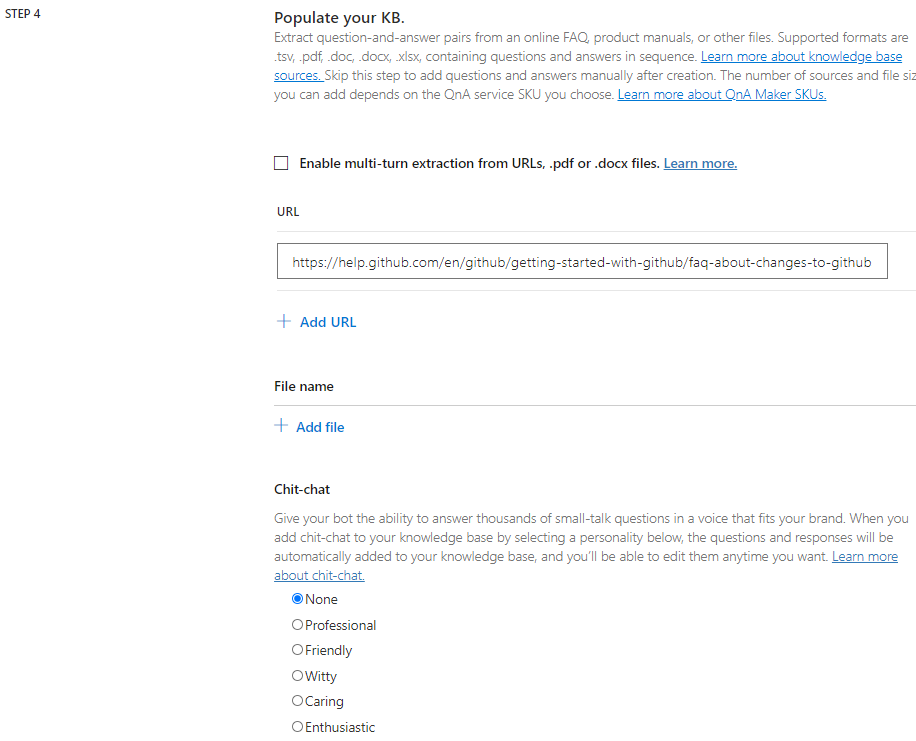 STEP 4
Populate your KB.
Extract question-and-answer pairs from an online FAQ, product manuals, or other files. Supported formats are
.tsv, .pdf, .doc, .docx, .xlsx, containing questions and answers in sequence. Learn more about knowledge base
sources. Skip this step to add questions and answers manually after creation. The number of sources and file siz
you can add depends on the QnA service SKU you choose. Learn more about QnA Maker SKUs.
Enable multi-turn extraction from URLs, .pdf or .docx files. Learn more.
URL
https://help.github.com/en/github/getting-started-with-github/faq-about-changes-to-github
Add URL
File name
Add file
Chit-chat
Give your bot the ability to answer thousands of small-talk questions in a voice that fits your brand. When you
add chit-chat to your knowledge base by selecting a personality below, the questions and responses will be
automatically added to your knowledge base, and you'll be able to edit them anytime you want. Learn more
about chit-chat.
None
Professional
Friendly
Witty
Caring
Enthusiastic